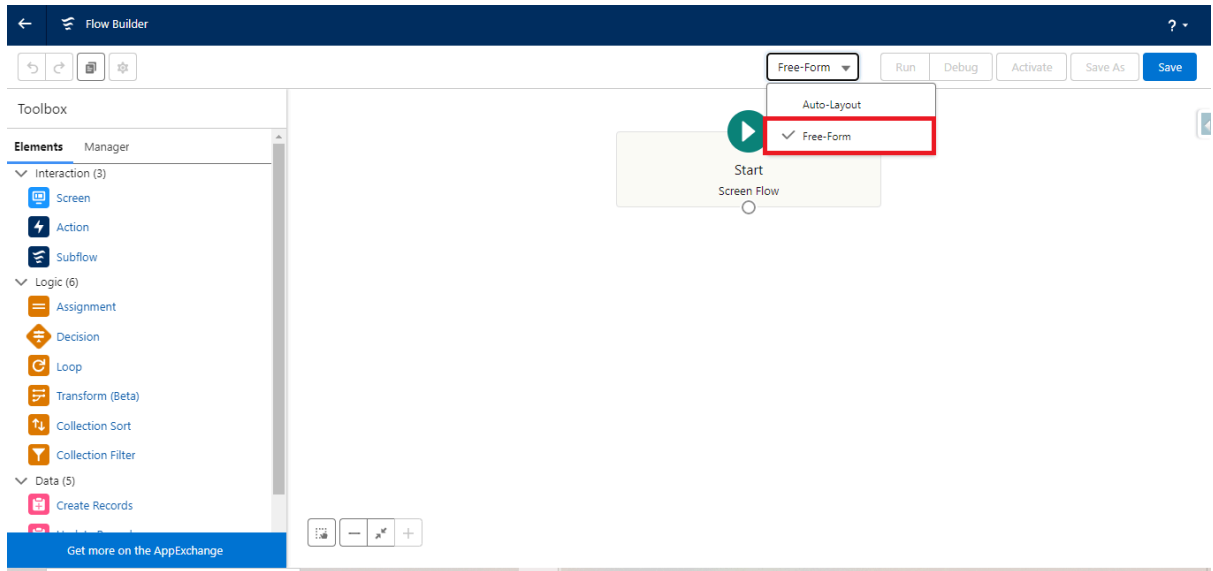 Flow Builder
?
Free-Form
Run
Debug
Activate
Save As
Save
Toolbox
Auto-Layout
Free-Form
Elements
Manager
Interaction (3)
Screen
Action
Subflow
Logic (6)
Assignment
Decision
Loop
Transform (Beta)
Collection Sort
Collection Filter
Data (5)
Create Records
Get more on the AppExchange
Start
Screen Flow